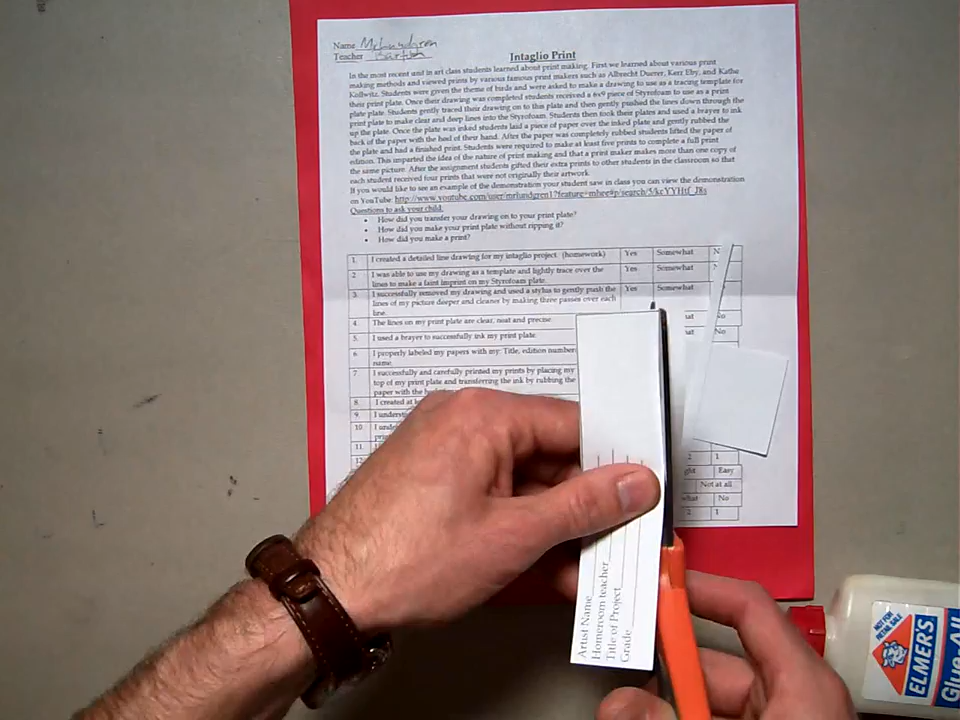 Name Mr Lundgren
Teacher
Intaglio Print
In the most recent unit in art class students learned about print making. First we learned about various print
making methods and viewed prints by various famous print makers such as Albrecht Duerer, Kerr Eby, and Kathe
Kollwitz. Students were given the theme of birds and were asked to make a drawing to use as a tracing template for
their print plate. Once their drawing was completed students received a 6x9 piece of Styrofoam to use as a print
plate plate. Students gently traced their drawing on to this plate and then gently pushed the lines down through the
print plate to make clear and deep lines into the Styrofoam. Students then took their plates and used a brayer to ink
up the plate. Once the plate was inked students laid a piece of paper over the inked plate and gently rubbed the
back of the paper with the heel of their hand. After the paper was completely rubbed students lifted the paper of
the plate and had a finished print. Students were required to make at least five prints to complete a full print
edition. This imparted the idea of the nature of print making and that a print maker makes more than one copy of
the same picture. After the assignment students gifted their extra prints to other students in the classroom so that
each student received four prints that were not originally their artwork.
If you would like to see an example of the demonstration your student saw in class you can view the demonstration
on YouTube:
Questions to ask your child.
• How did you transfer your drawing on to your print plate?
• How did you make your print plate without ripping it?
• How did you make a print?
1. I created a detailed line drawing for my intaglio project. (homework) Yes Somewhat N
2 I was able to use my drawing as a template and lightly trace over the Yes Somewhat
lines to make a faint imprint on my Styrofoam plate.
3 I successfully removed my drawing and used a stylus to gently push the Yes Somewhat
lines of my picture deeper and cleaner by making three passes over each
line.
4 The lines on my print plate are clear, neat and precise No
5. I used a brayer to successfully ink my print plate. No
6 I properly labeled my papers with my: Title, edition number
name
7 I successfully and carefully printed my prints by placing my
top of my print plate and transferring the ink by rubbing the
paper with the
8 I created at
9. I underst
10 I unde
11 2 1
12 Easy
Not at all
what No
2 1
Artist Name
Homeroom teacher
Title of Project
Grade
ELMER'S
Glue-All